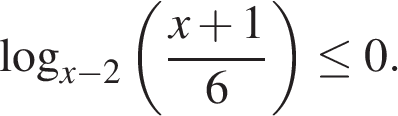 log_{x−2} ((x + 1)/6) ≤ 0.